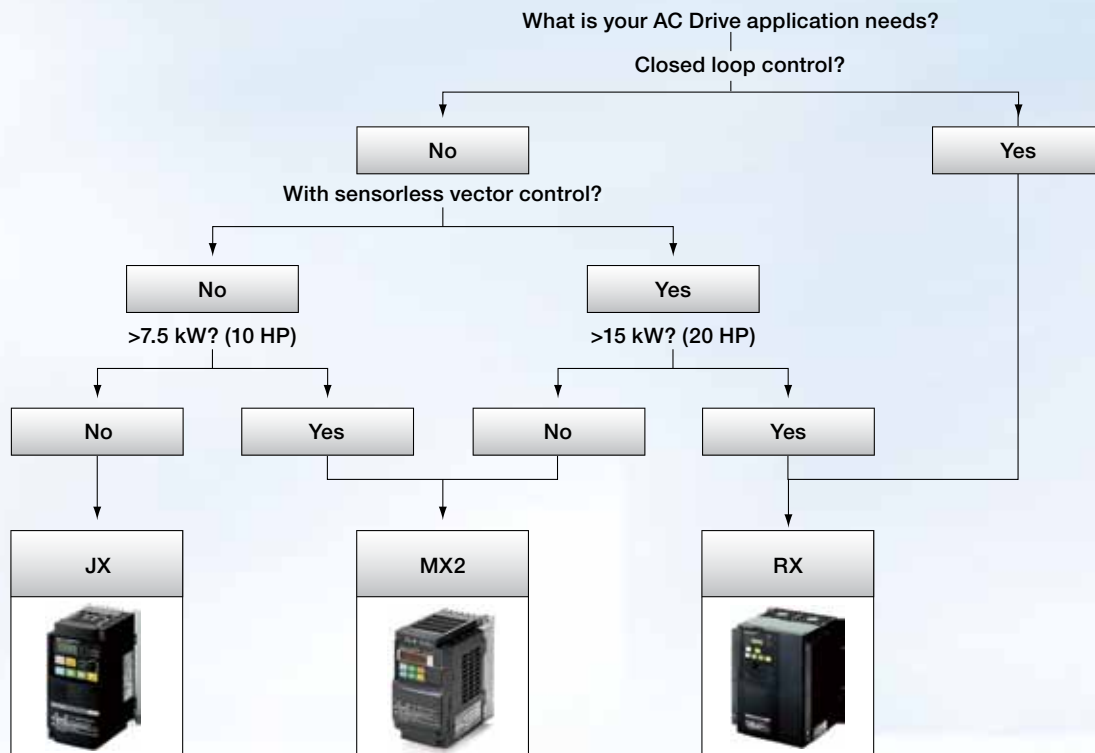 What is your AC Drive application needs?
Closed loop control?
No
Yes
With sensorless vector control?
No
Yes
>7.5 kW? (10 HP)
>15 kW? (20 HP)
No
Yes
No
Yes
JX
MX2
RX